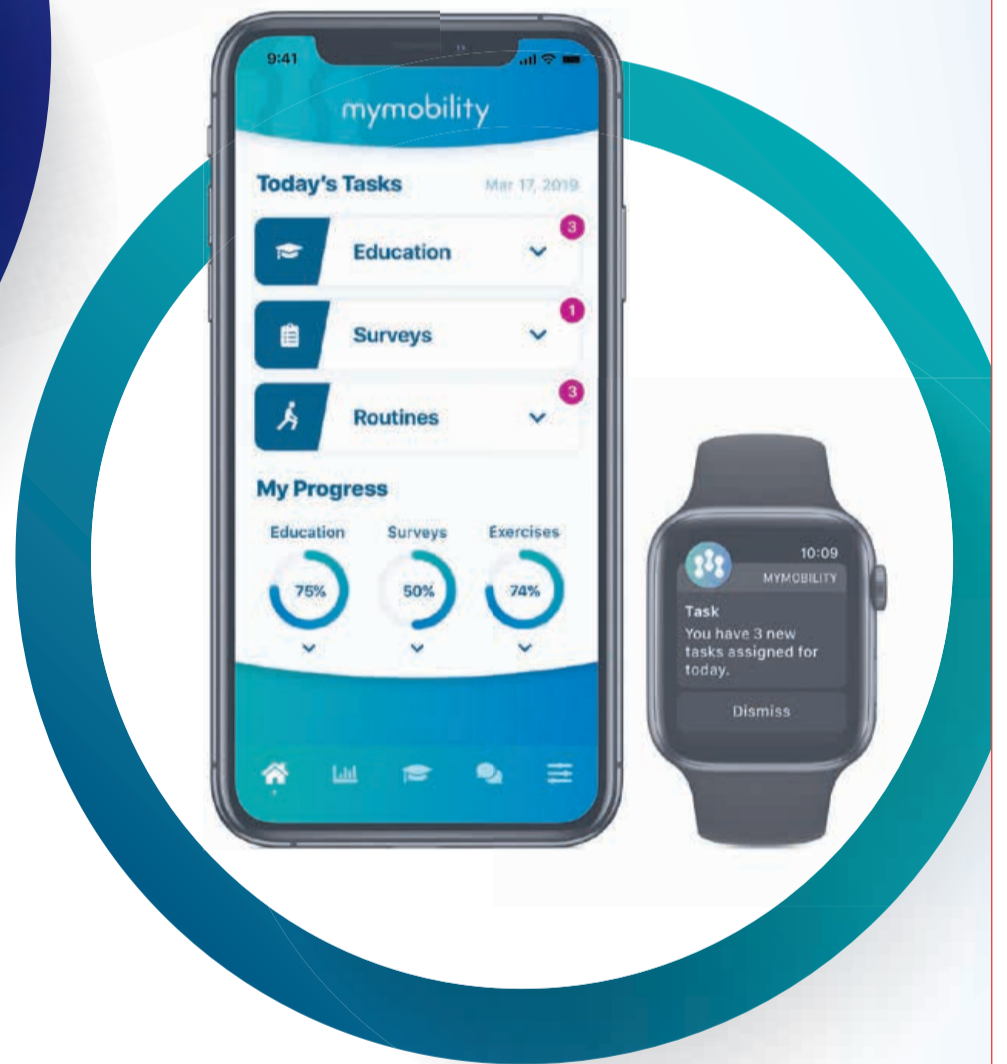 9:41
mymobility
Today's Tasks Mar 17, 2019
Education 3
Surveys 1
Routines 3
My Progress
Education Surveys Exercises
75% 50% 74%
10:09
MYMOBILITY
Task
You have 3 new
tasks assigned for
today.
Dismiss